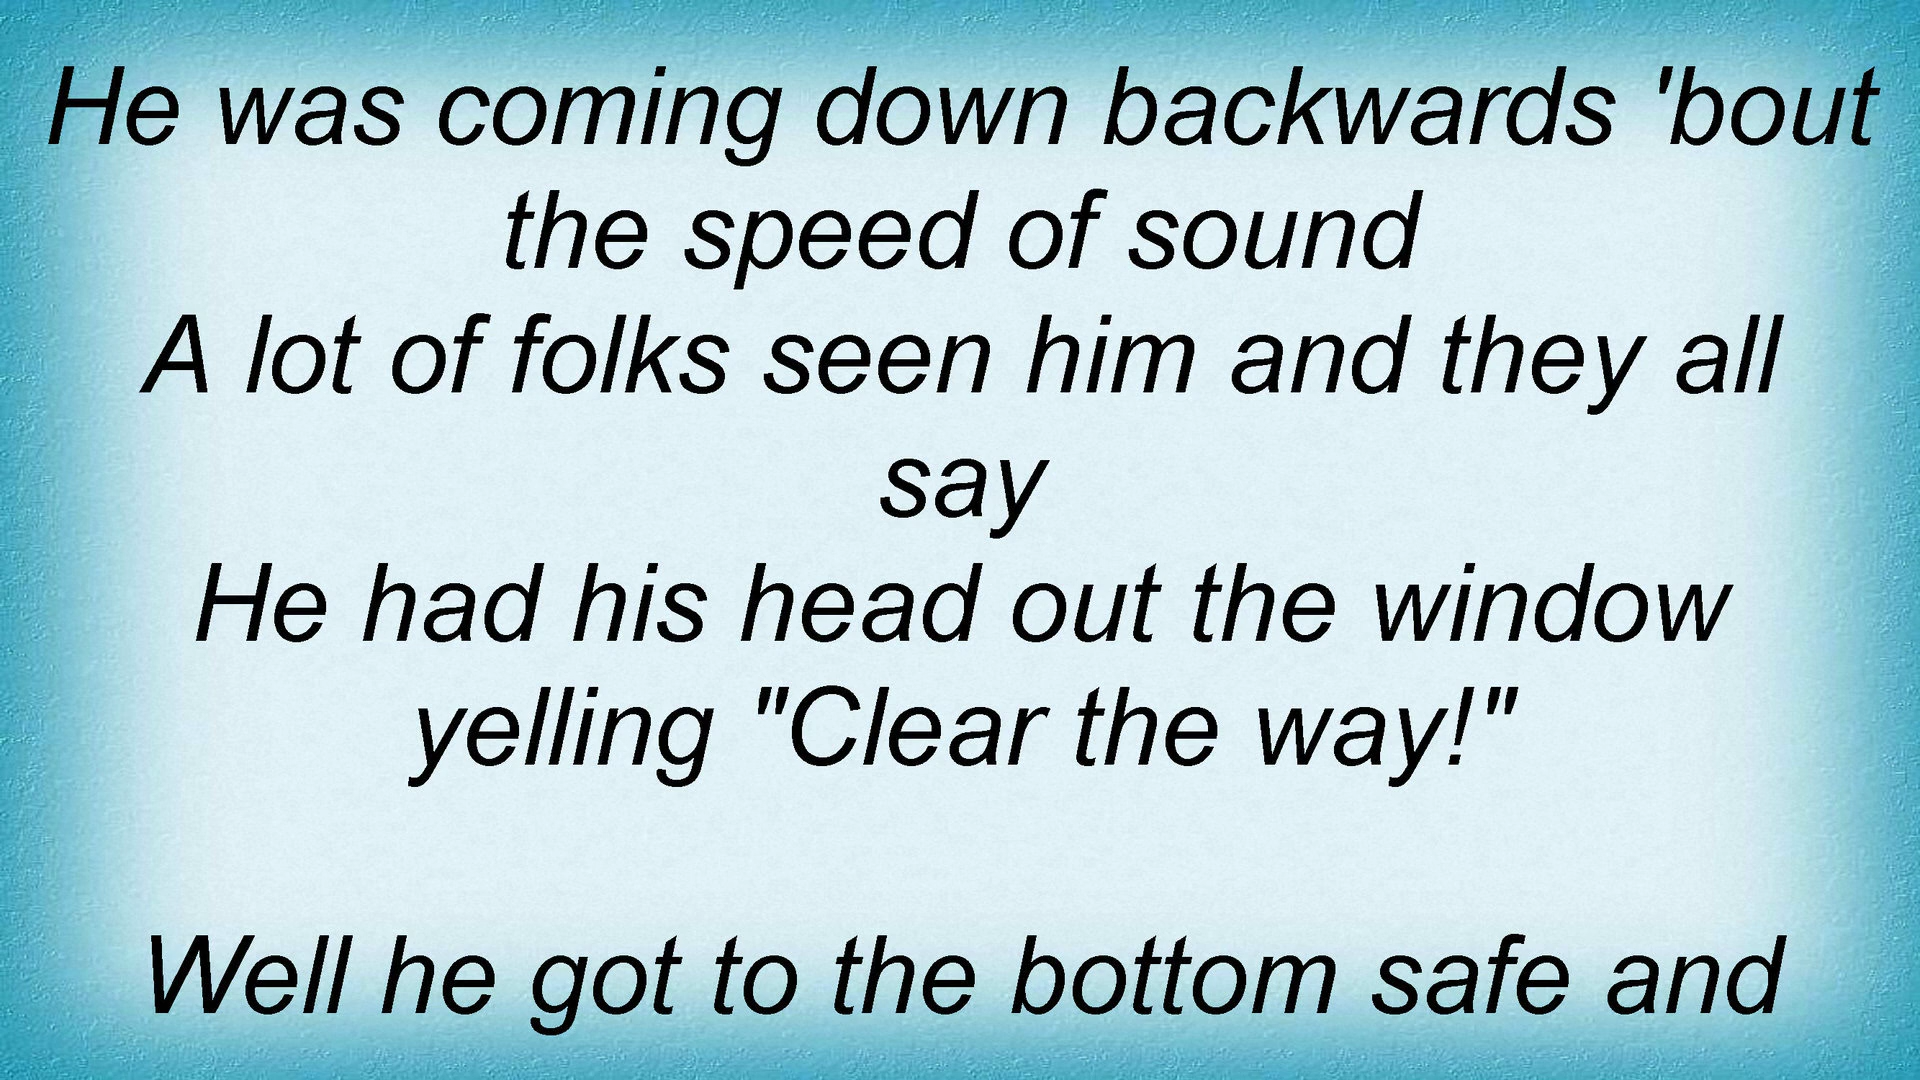 He was coming down backwards 'bout
the speed of sound
A lot of folks seen him and they all
say
He had his head out the window
yelling "Clear the way!"
Well he got to the bottom safe and